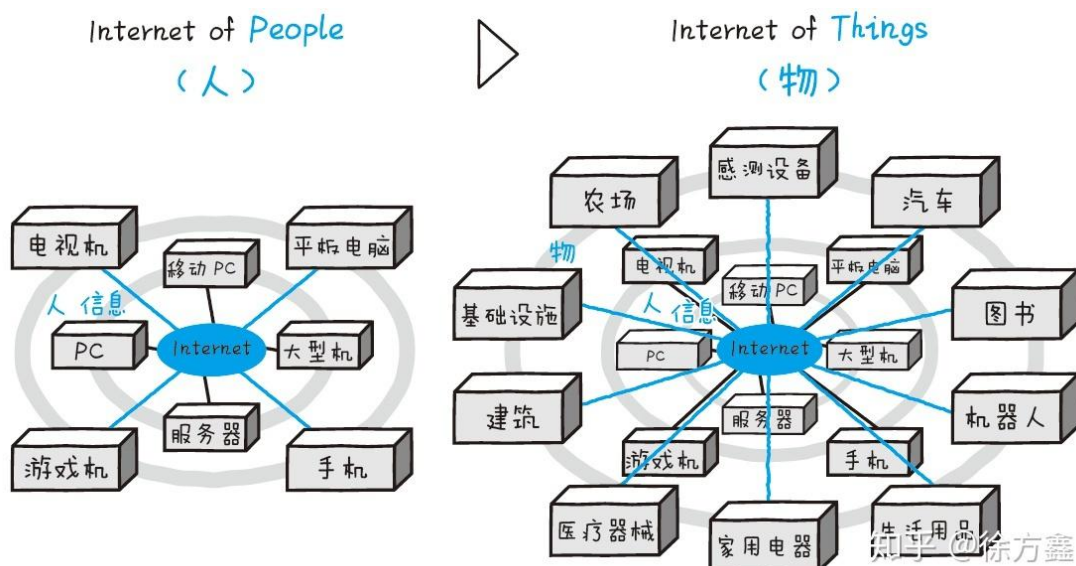 Internet of People
（人）
Internet of Things
（物）
电视机
移动 PC
平板电脑
人 信息
PC
Internet
大型机
服务器
游戏机
手机
感测设备
农场
汽车
物
电视机
移动 PC
平板电脑
基础设施
人 信息
图书
PC
Internet
大型机
建筑
服务器
机器人
游戏机
手机
医疗器械
家用电器
生活用品
知乎 @徐方鑫